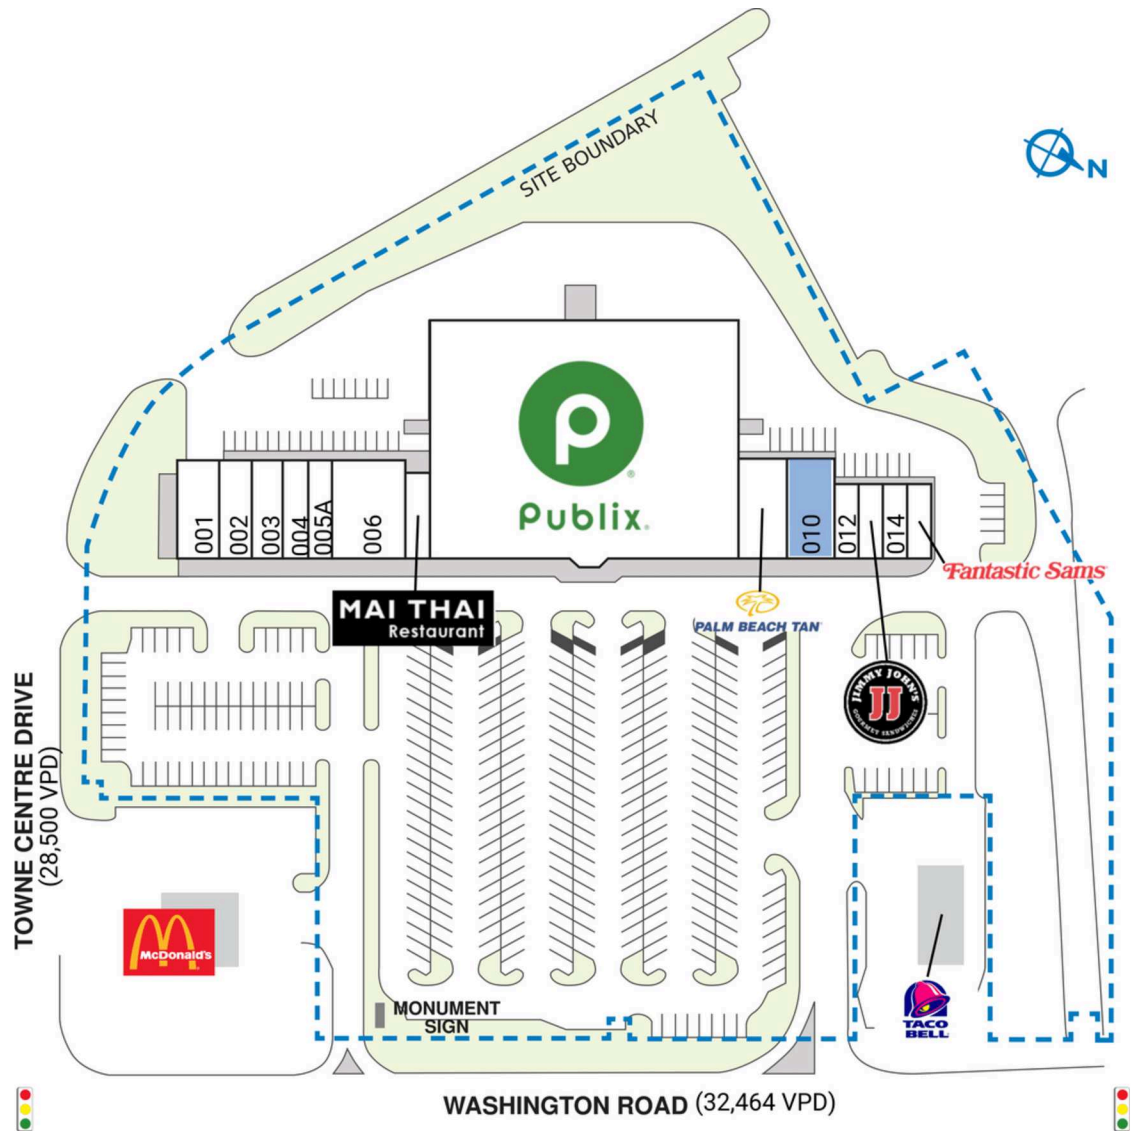 SITE BOUNDARY
N
Publix®
001
002
003
004
005A
006
010
012
014
Fantastic Sams®
MAI THAI
Restaurant
PALM BEACH TAN®
JIMMY JOHN'S
JJ
GOURMET SANDWICHES
TOWNE CENTRE DRIVE
(28,500 VPD)
McDonald's
MONUMENT
SIGN
TACO
BELL
WASHINGTON ROAD (32,464 VPD)